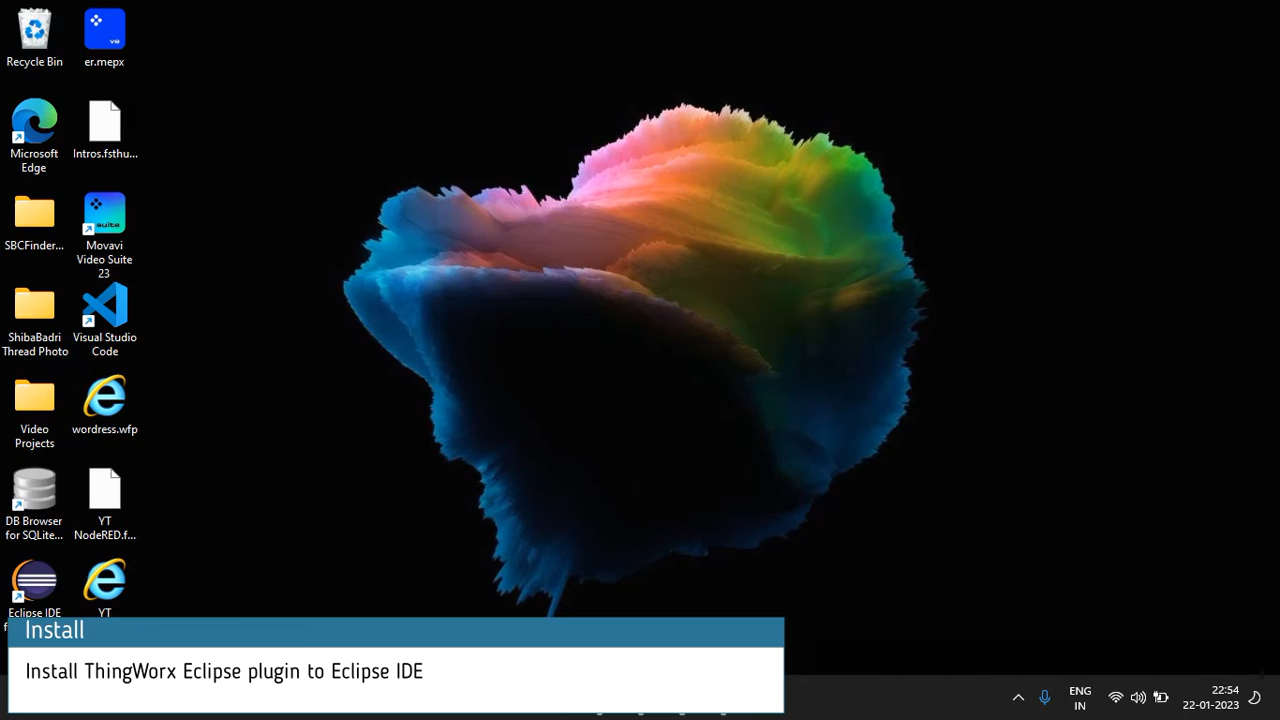 Recycle Bin
er.mepx
Microsoft
Edge
Intros.fsthu...
SBCFinder...
suite
Movavi
Video Suite
23
ShibaBadri
Thread Photo
Visual Studio
Code
Video
Projects
wordress.wfp
DB Browser
for SQLite...
YT
NodeRED.f...
Eclipse IDE
YT
Install
Install ThingWorx Eclipse plugin to Eclipse IDE
ENG
IN
22:54
22-01-2023